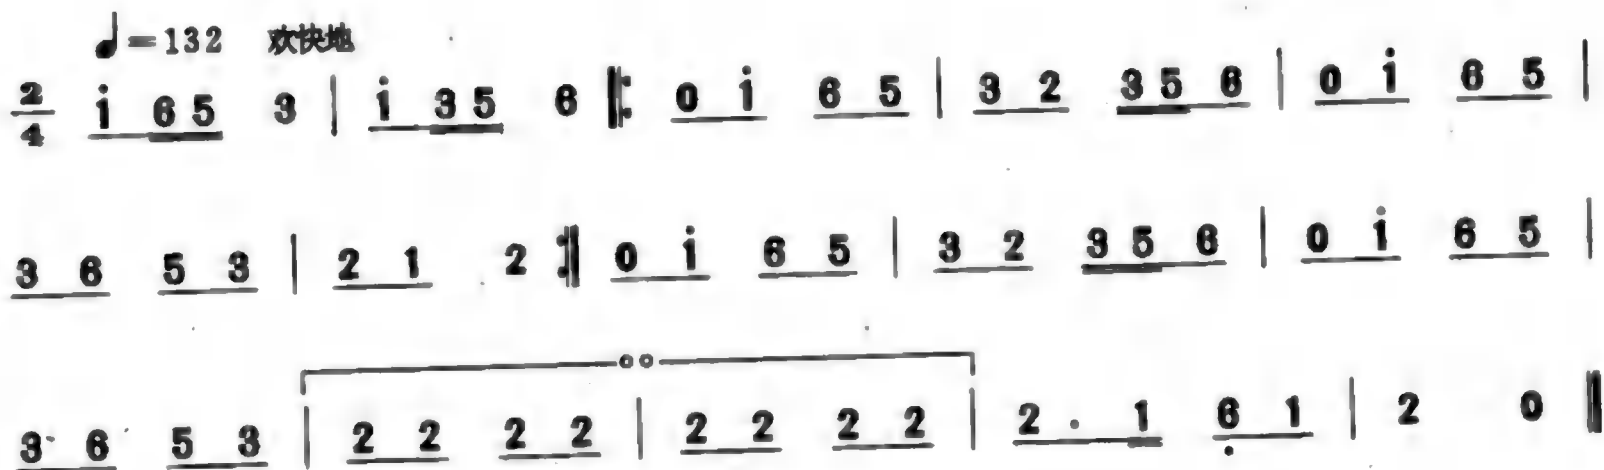 ♩=132 欢快地
2/4 i̇ 6 5 3 | i̇ 3 5 6 ‖: 0 i̇ 6 5 | 3 2 3 5 6 | 0 i̇ 6 5 |
3 6 5 3 | 2 1 2 :‖ 0 i̇ 6 5 | 3 2 3 5 6 | 0 i̇ 6 5 |
3 6 5 3 | 2 2 2 2 | 2 2 2 2 | 2 . 1 6̣ 1 | 2 0 ‖